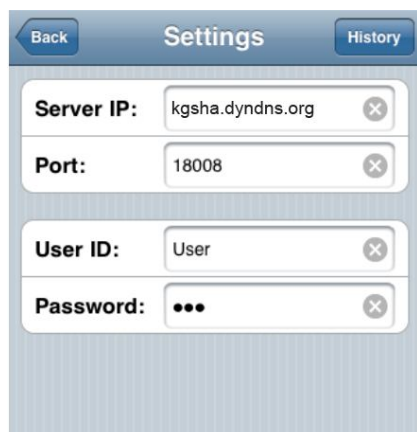 Back Settings History
Server IP: kgsha.dyndns.org
Port: 18008
User ID: User
Password: •••